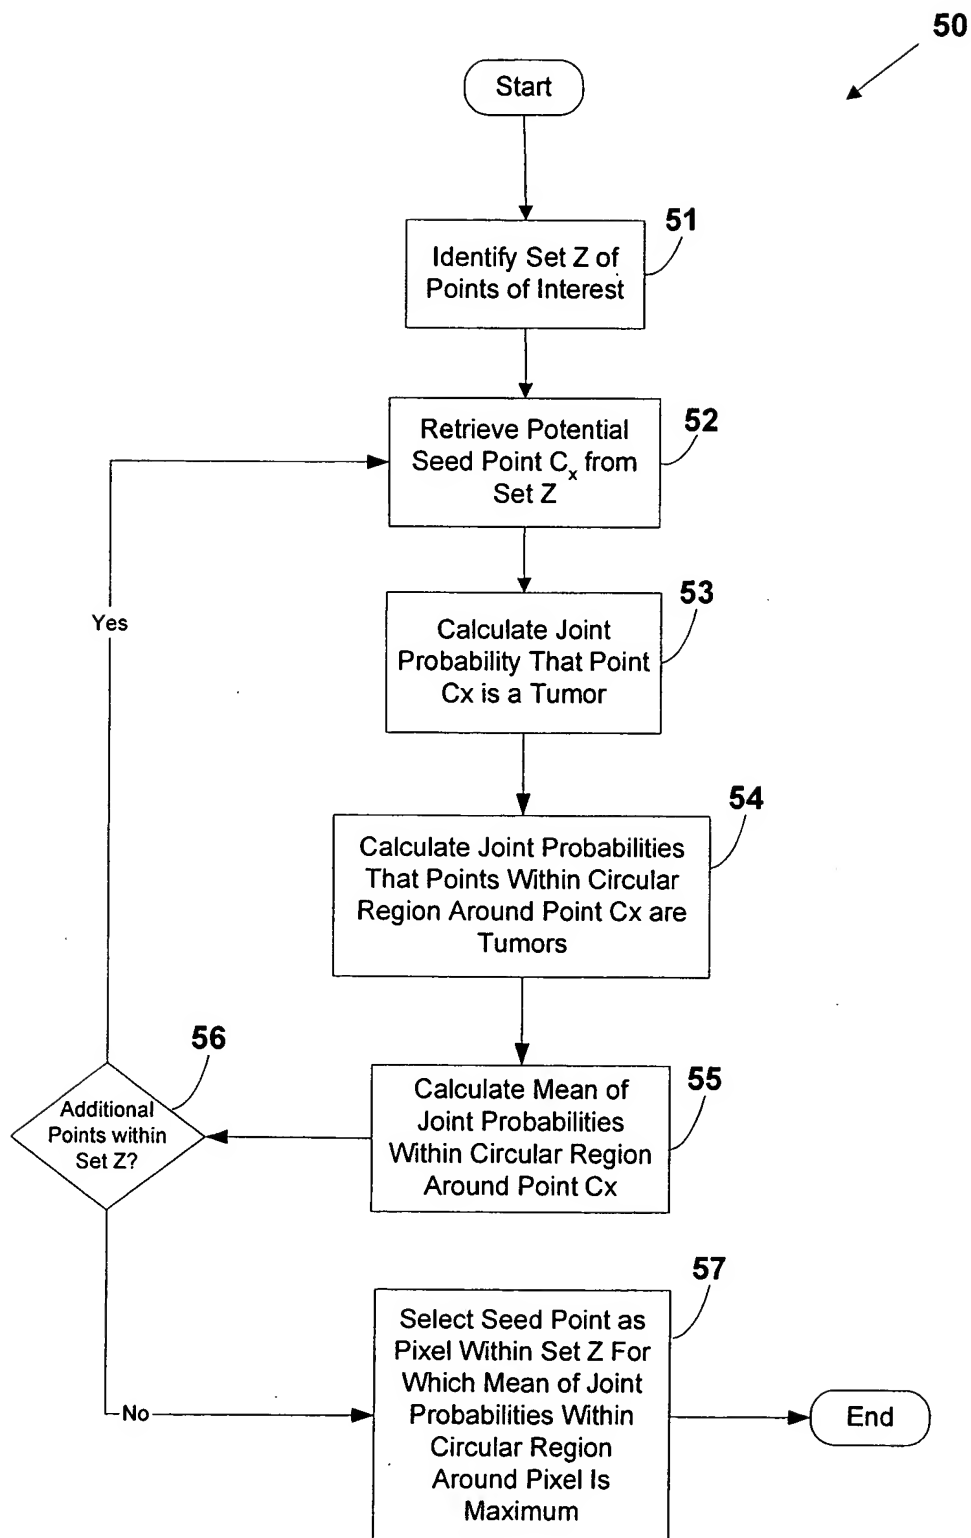 50
Start
51
Identify Set Z of
Points of Interest
52
Retrieve Potential
Seed Point Cx from
Set Z
53
Calculate Joint
Probability That Point
Cx is a Tumor
Yes
54
Calculate Joint Probabilities
That Points Within Circular
Region Around Point Cx are
Tumors
56
Additional
Points within
Set Z?
55
Calculate Mean of
Joint Probabilities
Within Circular Region
Around Point Cx
57
Select Seed Point as
Pixel Within Set Z For
Which Mean of Joint
Probabilities Within
Circular Region
Around Pixel Is
Maximum
No
End